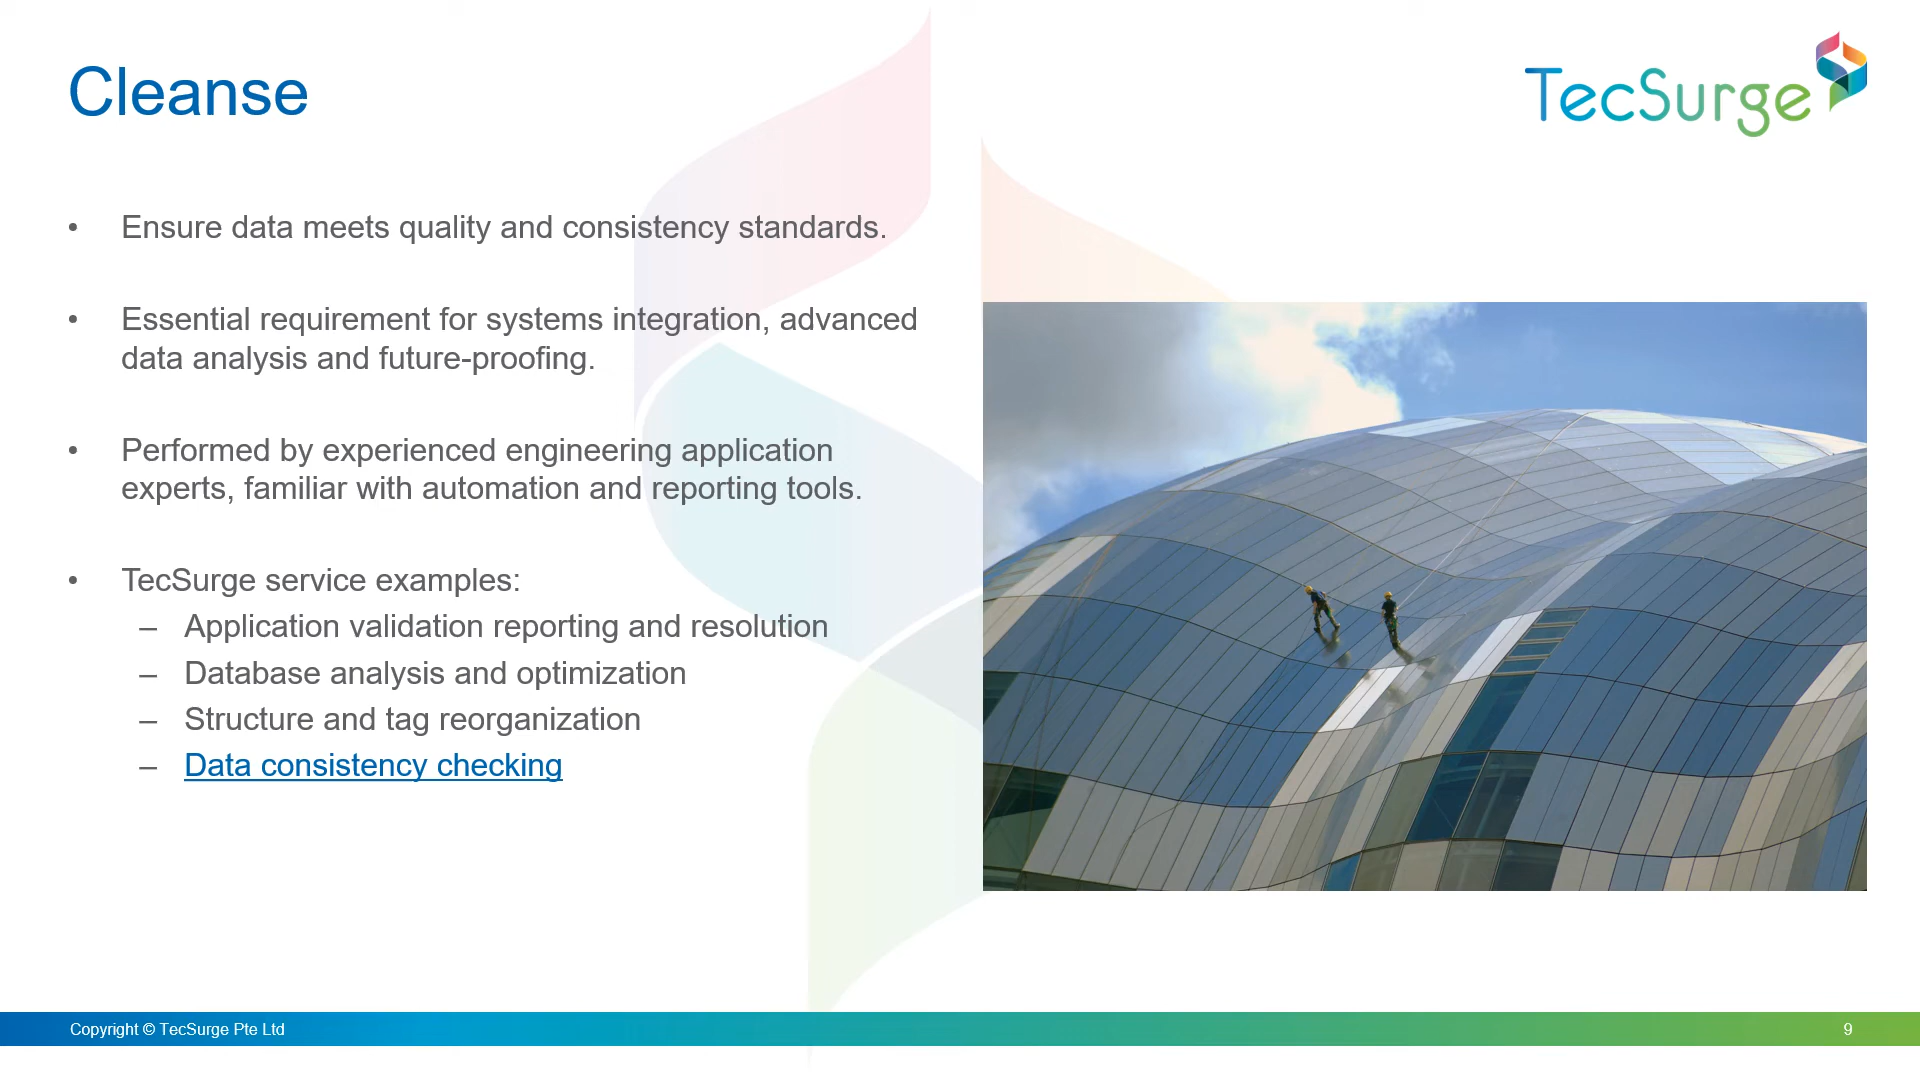 Cleanse
TecSurge
• Ensure data meets quality and consistency standards.
• Essential requirement for systems integration, advanced
data analysis and future-proofing.
• Performed by experienced engineering application
experts, familiar with automation and reporting tools.
• TecSurge service examples:
– Application validation reporting and resolution
– Database analysis and optimization
– Structure and tag reorganization
– Data consistency checking
Copyright © TecSurge Pte Ltd
9